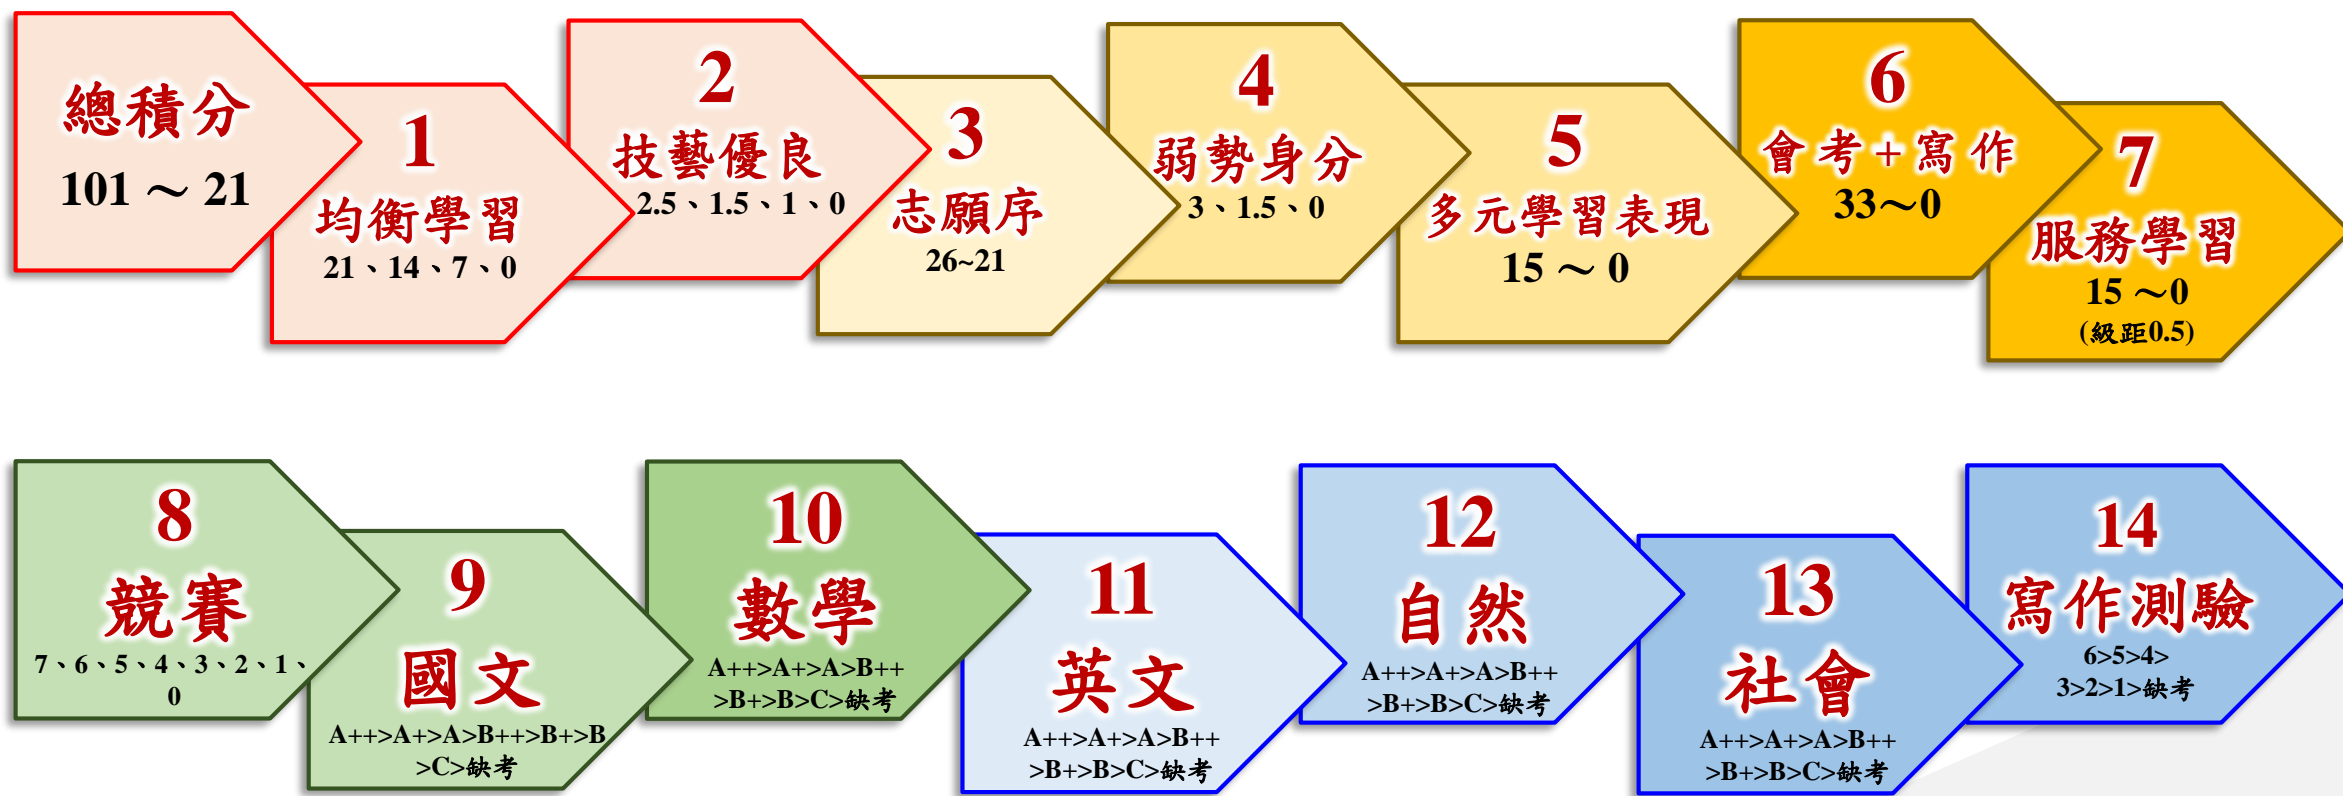 總積分
101 ～ 21
1
均衡學習
21、14、7、0
2
技藝優良
2.5、1.5、1、0
3
志願序
26~21
4
弱勢身分
3、1.5、0
5
多元學習表現
15 ～ 0
6
會考+寫作
33～0
7
服務學習
15 ～0
(級距0.5)
8
競賽
7、6、5、4、3、2、1、
0
9
國文
A++>A+>A>B++>B+>B
>C>缺考
10
數學
A++>A+>A>B++
>B+>B>C>缺考
11
英文
A++>A+>A>B++
>B+>B>C>缺考
12
自然
A++>A+>A>B++
>B+>B>C>缺考
13
社會
A++>A+>A>B++
>B+>B>C>缺考
14
寫作測驗
6>5>4>
3>2>1>缺考